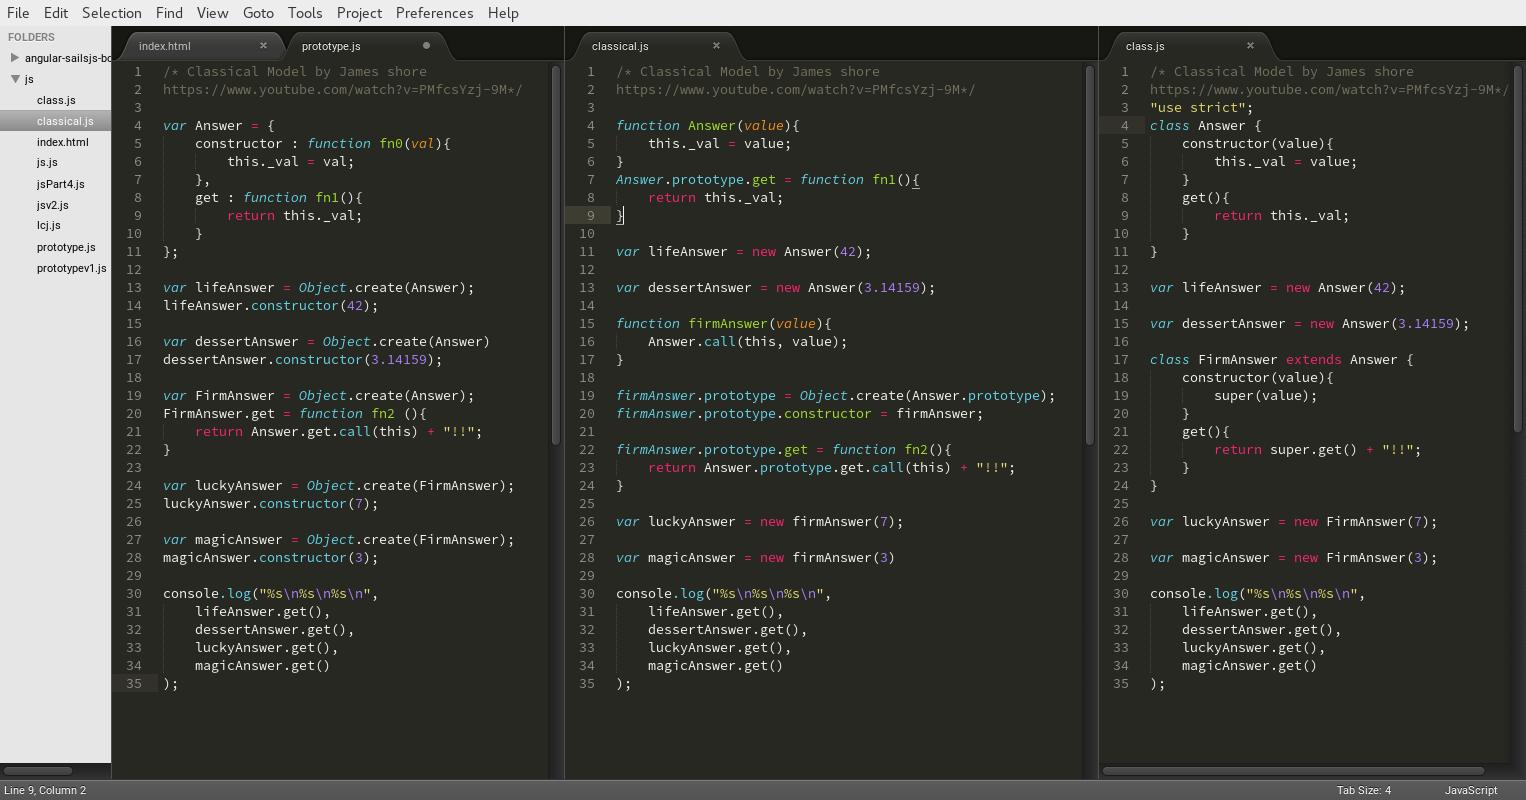 File Edit Selection Find View Goto Tools Project Preferences Help
FOLDERS
angular-sailsjs-bo
js
class.js
classical.js
index.html
js.js
jsPart4.js
jsv2.js
lcj.js
prototype.js
prototypev1.js
index.html × prototype.js
1 /* Classical Model by James shore
2 https://www.youtube.com/watch?v=PMfcsYzj-9M*/
3
4 var Answer = {
5     constructor : function fn0(val){
6         this._val = val;
7     },
8     get : function fn1(){
9         return this._val;
10     }
11 };
12
13 var lifeAnswer = Object.create(Answer);
14 lifeAnswer.constructor(42);
15
16 var dessertAnswer = Object.create(Answer)
17 dessertAnswer.constructor(3.14159);
18
19 var FirmAnswer = Object.create(Answer);
20 FirmAnswer.get = function fn2 (){
21     return Answer.get.call(this) + "!!";
22 }
23
24 var luckyAnswer = Object.create(FirmAnswer);
25 luckyAnswer.constructor(7);
26
27 var magicAnswer = Object.create(FirmAnswer);
28 magicAnswer.constructor(3);
29
30 console.log("%s\n%s\n%s\n",
31     lifeAnswer.get(),
32     dessertAnswer.get(),
33     luckyAnswer.get(),
34     magicAnswer.get()
35 );
classical.js ×
1 /* Classical Model by James shore
2 https://www.youtube.com/watch?v=PMfcsYzj-9M*/
3
4 function Answer(value){
5     this._val = value;
6 }
7 Answer.prototype.get = function fn1(){
8     return this._val;
9 }
10
11 var lifeAnswer = new Answer(42);
12
13 var dessertAnswer = new Answer(3.14159);
14
15 function firmAnswer(value){
16     Answer.call(this, value);
17 }
18
19 firmAnswer.prototype = Object.create(Answer.prototype);
20 firmAnswer.prototype.constructor = firmAnswer;
21
22 firmAnswer.prototype.get = function fn2(){
23     return Answer.prototype.get.call(this) + "!!";
24 }
25
26 var luckyAnswer = new firmAnswer(7);
27
28 var magicAnswer = new firmAnswer(3)
29
30 console.log("%s\n%s\n%s\n",
31     lifeAnswer.get(),
32     dessertAnswer.get(),
33     luckyAnswer.get(),
34     magicAnswer.get()
35 );
class.js ×
1 /* Classical Model by James shore
2 https://www.youtube.com/watch?v=PMfcsYzj-9M*/
3 "use strict";
4 class Answer {
5     constructor(value){
6         this._val = value;
7     }
8     get(){
9         return this._val;
10     }
11 }
12
13 var lifeAnswer = new Answer(42);
14
15 var dessertAnswer = new Answer(3.14159);
16
17 class FirmAnswer extends Answer {
18     constructor(value){
19         super(value);
20     }
21     get(){
22         return super.get() + "!!";
23     }
24 }
25
26 var luckyAnswer = new FirmAnswer(7);
27
28 var magicAnswer = new FirmAnswer(3);
29
30 console.log("%s\n%s\n%s\n",
31     lifeAnswer.get(),
32     dessertAnswer.get(),
33     luckyAnswer.get(),
34     magicAnswer.get()
35 );
Line 9, Column 2 Tab Size: 4 JavaScript